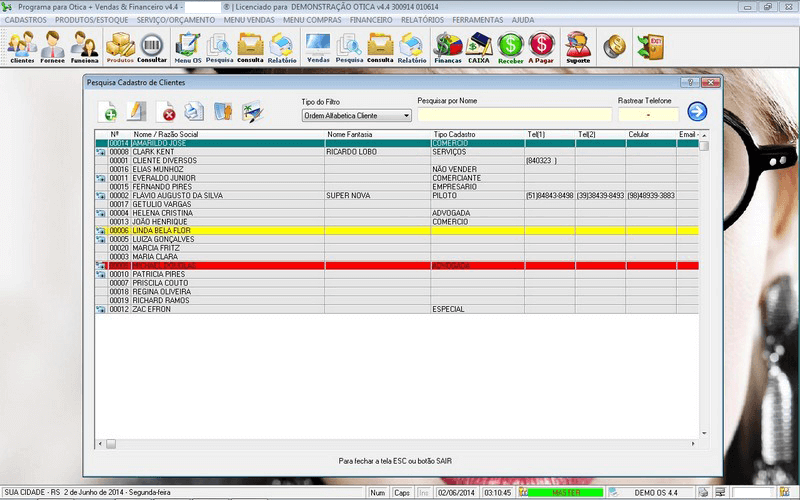 Programa para Otica + Vendas & Financeiro v4.4 - ® | Licenciado para DEMONSTRAÇÃO OTICA v4.4 300914 010614
CADASTROS PRODUTOS/ESTOQUE SERVIÇO/ORÇAMENTO MENU VENDAS MENU COMPRAS FINANCEIRO RELATÓRIOS FERRAMENTAS AJUDA
Clientes Fornece funciona Produtos Consultar Menu OS Pesquisa Consulta Relatório Vendas Pesquisa Consulta Relatório Finanças CAIXA Receber A Pagar Suporte
Pesquisa Cadastro de Clientes
Tipo do Filtro Pesquisar por Nome Rastrear Telefone
Ordem Alfabetica Cliente -
Nº Nome / Razão Social Nome Fantasia Tipo Cadastro Tel(1) Tel(2) Celular Email -
00014 AMARILDO JOSE COMERCIO
00008 CLARK KENT RICARDO LOBO SERVIÇOS
00001 CLIENTE DIVERSOS (840323 )
00016 ELIAS MUNHOZ NÃO VENDER
00011 EVERALDO JUNIOR COMERCIANTE
00015 FERNANDO PIRES EMPRESARIO
00002 FLÁVIO AUGUSTO DA SILVA SUPER NOVA PILOTO (51)84843-8498 (39)38439-8493 (98)48939-3883
00017 GETULIO VARGAS
00004 HELENA CRISTINA ADVOGADA
00013 JOÃO HENRIQUE COMERCIO
00006 LINDA BELA FLOR
00005 LUIZA GONÇALVES
00020 MARCIA FRITZ
00003 MARIA CLARA
ADVOGADA
00010 PATRICIA PIRES
00007 PRISCILA COUTO
00018 REGINA OLIVEIRA
00019 RICHARD RAMOS
00012 ZAC EFRON ESPECIAL
Para fechar a tela ESC ou botão SAIR
SUA CIDADE - RS 2 de Junho de 2014 - Segunda-feira Num Caps Ins 02/06/2014 03:10:45 MASTER DEMO OS 4.4